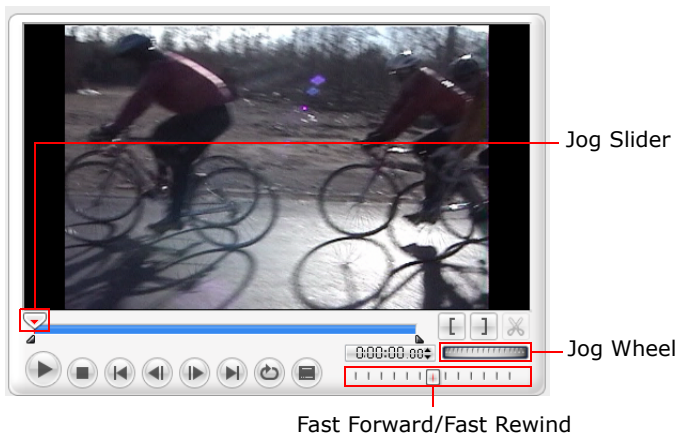 Jog Slider
[ ]
0:00:00.00
Jog Wheel
Fast Forward/Fast Rewind